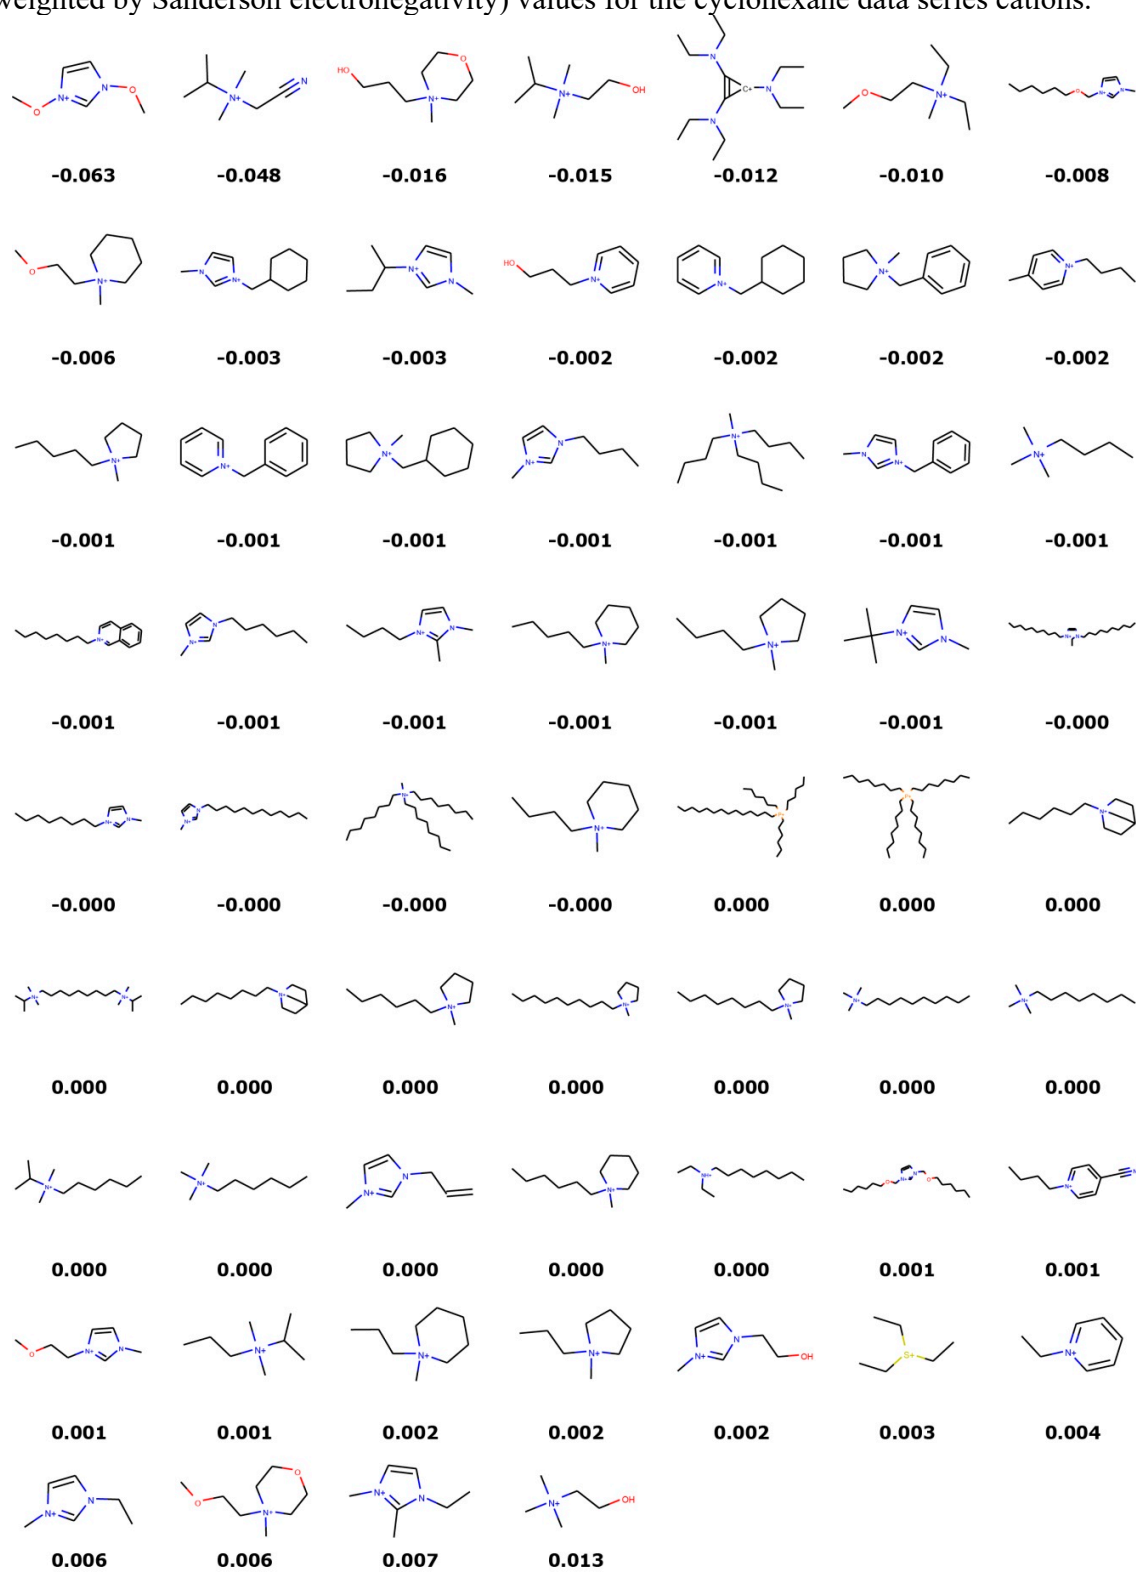 weighted by Sanderson electronegativity) values for the cyclohexane data series cations.
-0.063 -0.048 -0.016 -0.015 -0.012 -0.010 -0.008
-0.006 -0.003 -0.003 -0.002 -0.002 -0.002 -0.002
-0.001 -0.001 -0.001 -0.001 -0.001 -0.001 -0.001
-0.001 -0.001 -0.001 -0.001 -0.001 -0.001 -0.000
-0.000 -0.000 -0.000 -0.000 0.000 0.000 0.000
0.000 0.000 0.000 0.000 0.000 0.000 0.000
0.000 0.000 0.000 0.000 0.000 0.001 0.001
0.001 0.001 0.002 0.002 0.002 0.003 0.004
0.006 0.006 0.007 0.013